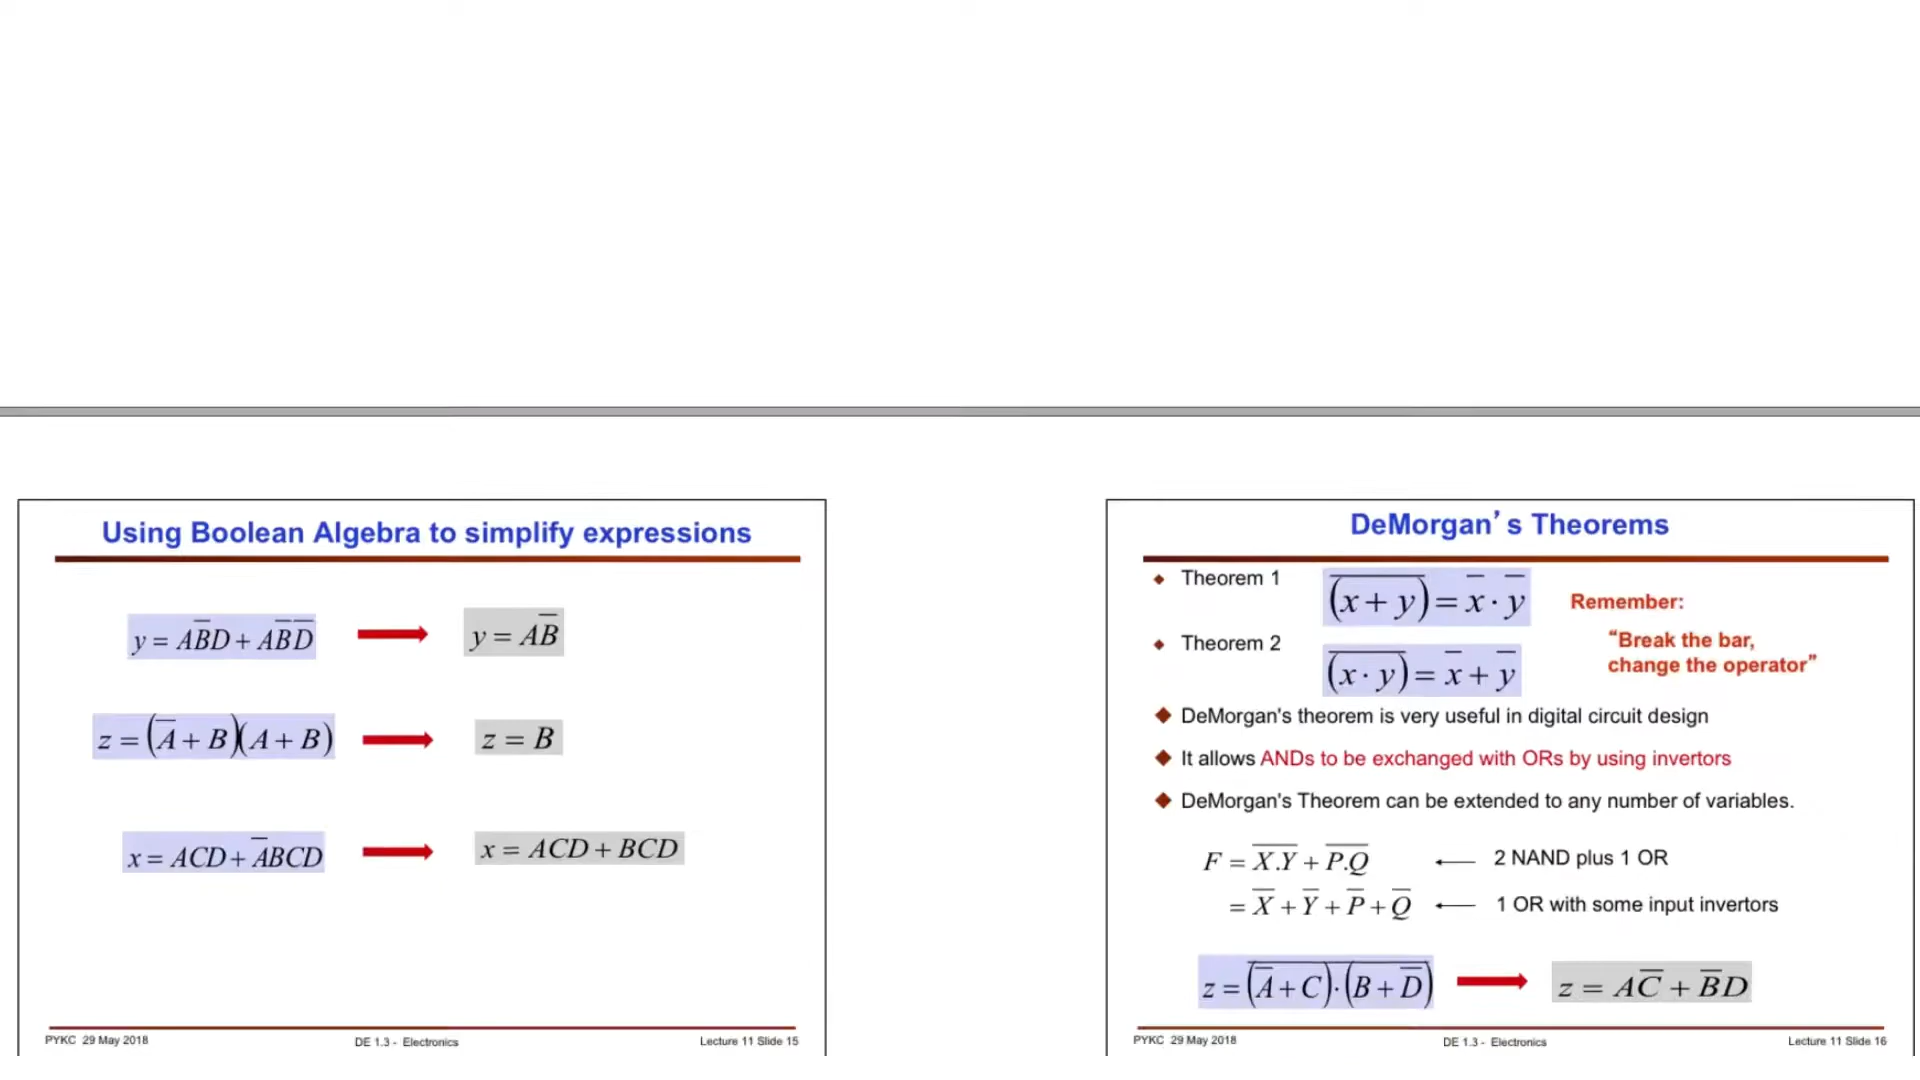 Using Boolean Algebra to simplify expressions
y = AB̅D + AB̅D̅
y = AB̅
z = (A̅ + B)(A + B)
z = B
x = ACD + A̅BCD
x = ACD + BCD
PYKC 29 May 2018
DE 1.3 - Electronics
Lecture 11 Slide 15
DeMorgan's Theorems
Theorem 1
(x + y)̅ = x̅ · y̅
Theorem 2
(x · y)̅ = x̅ + y̅
Remember:
“Break the bar,
change the operator”
DeMorgan's theorem is very useful in digital circuit design
It allows ANDs to be exchanged with ORs by using invertors
DeMorgan's Theorem can be extended to any number of variables.
F = X̅.̅Y̅ + P̅.̅Q̅
2 NAND plus 1 OR
= X̅ + Y̅ + P̅ + Q̅
1 OR with some input invertors
z = \overline{(A̅ + C)·(B + D̅)}
z = AC̅ + B̅D
PYKC 29 May 2018
DE 1.3 - Electronics
Lecture 11 Slide 16